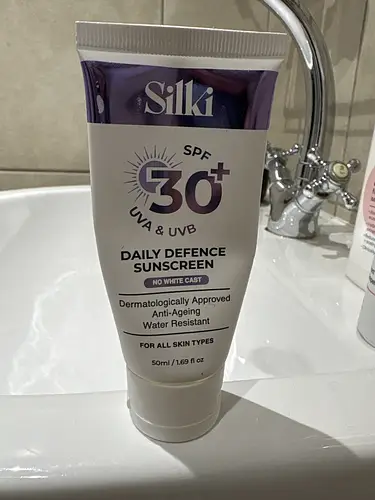 Silki
SPF
30+
UVA & UVB
DAILY DEFENCE
SUNSCREEN
NO WHITE CAST
Dermatologically Approved
Anti-Ageing
Water Resistant
FOR ALL SKIN TYPES
50ml / 1.69 fl oz